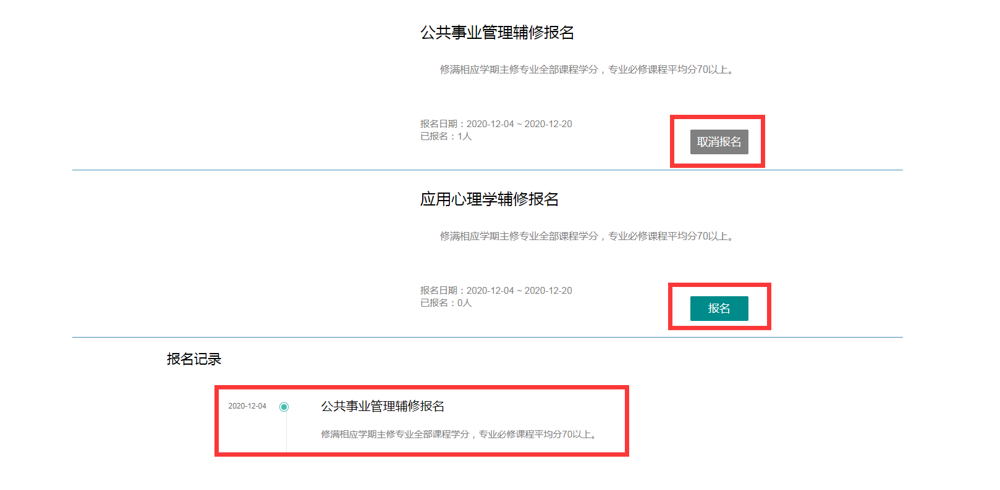 公共事业管理辅修报名
修满相应学期主修专业全部课程学分，专业必修课程平均分70以上。
报名日期：2020-12-04 ~ 2020-12-20
已报名：1人
取消报名
应用心理学辅修报名
修满相应学期主修专业全部课程学分，专业必修课程平均分70以上。
报名日期：2020-12-04 ~ 2020-12-20
已报名：0人
报名
报名记录
2020-12-04
公共事业管理辅修报名
修满相应学期主修专业全部课程学分，专业必修课程平均分70以上。